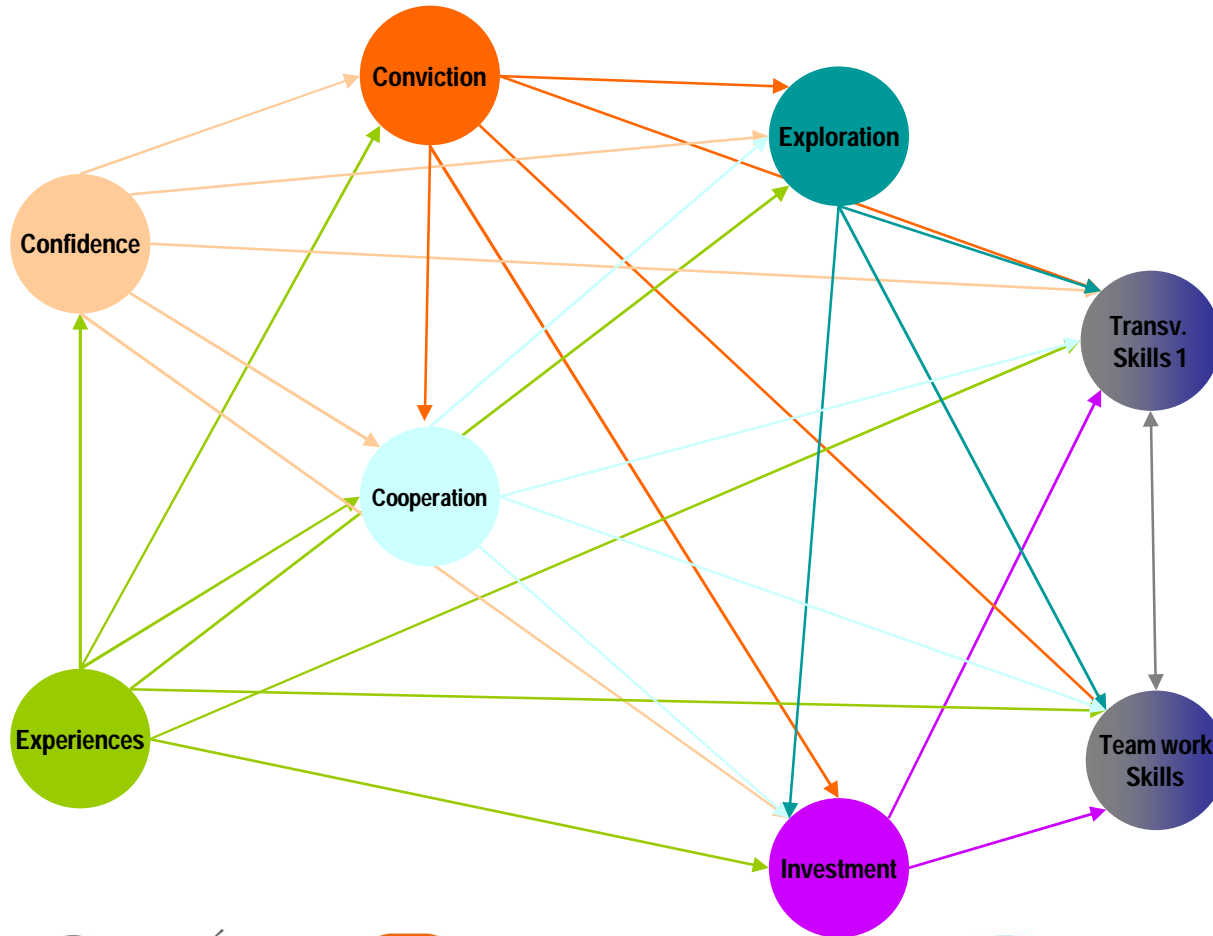 Conviction
Exploration
Confidence
Transv.
Skills 1
Cooperation
Experiences
Team work
Skills
Investment